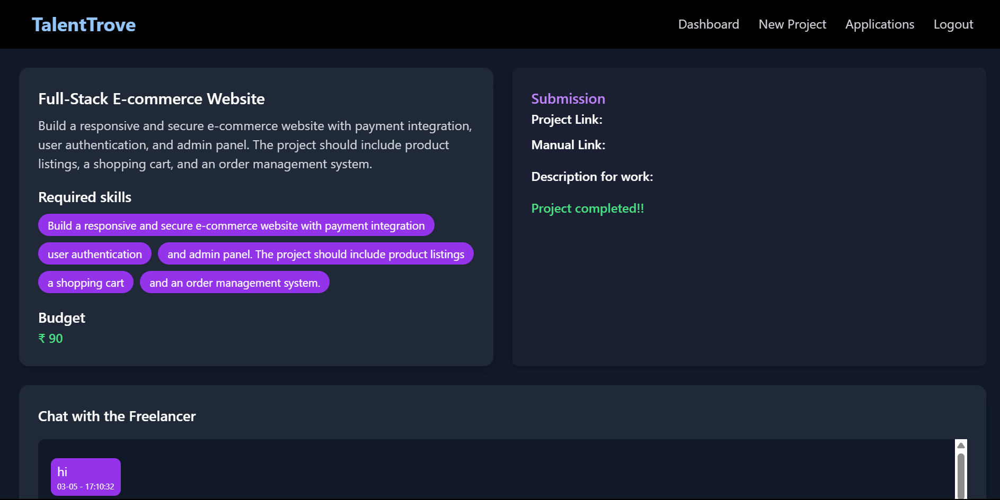 TalentTrove
Dashboard New Project Applications Logout
Full-Stack E-commerce Website
Build a responsive and secure e-commerce website with payment integration,
user authentication, and admin panel. The project should include product
listings, a shopping cart, and an order management system.
Required skills
Build a responsive and secure e-commerce website with payment integration
user authentication and admin panel. The project should include product listings
a shopping cart and an order management system.
Budget
₹ 90
Submission
Project Link:
Manual Link:
Description for work:
Project completed!!
Chat with the Freelancer
hi
03-05 - 17:10:32